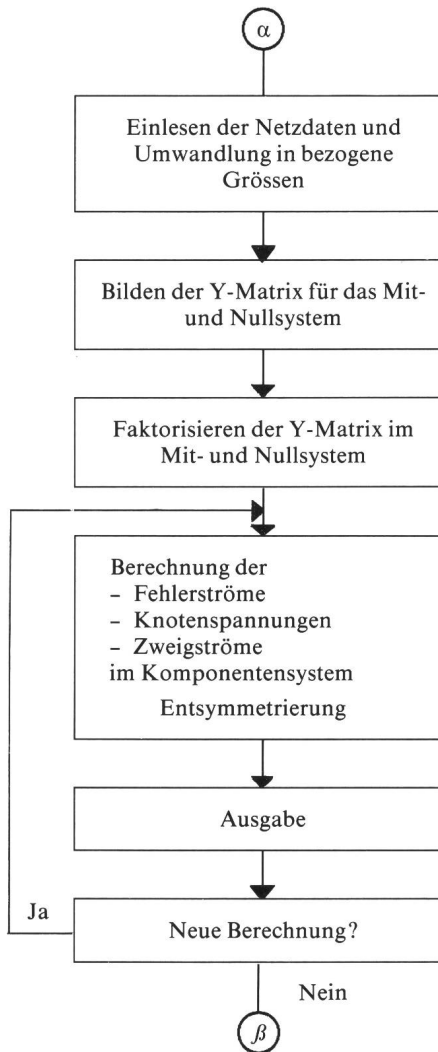 α
Einlesen der Netzdaten und
Umwandlung in bezogene
Grössen
Bilden der Y-Matrix für das Mit-
und Nullsystem
Faktorisieren der Y-Matrix im
Mit- und Nullsystem
Berechnung der
– Fehlerströme
– Knotenspannungen
– Zweigströme
im Komponentensystem
Entsymmetrierung
Ausgabe
Ja
Neue Berechnung?
Nein
β